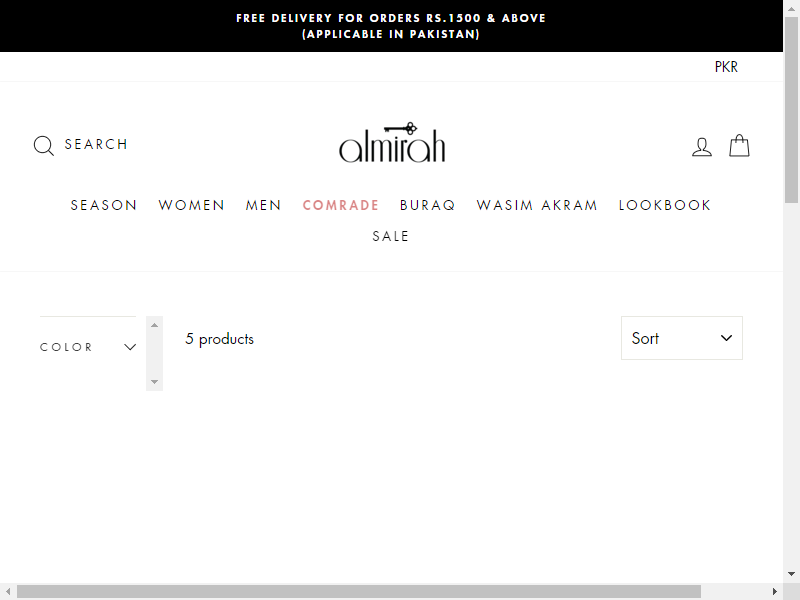 FREE DELIVERY FOR ORDERS RS.1500 & ABOVE
(APPLICABLE IN PAKISTAN)
PKR
SEARCH
almirah
SEASON WOMEN MEN COMRADE BURAQ WASIM AKRAM LOOKBOOK
SALE
COLOR
5 products
Sort